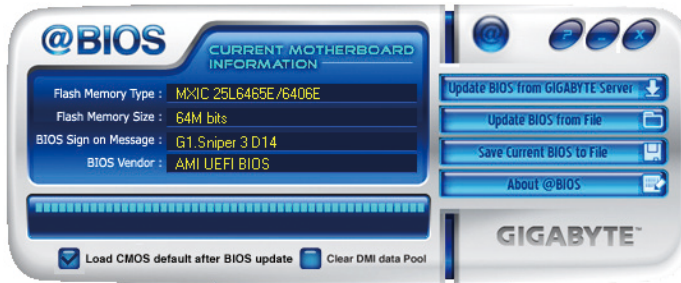 @BIOS
CURRENT MOTHERBOARD
INFORMATION
Flash Memory Type : MXIC 25L6465E/6406E
Flash Memory Size : 64M bits
BIOS Sign on Message : G1.Sniper 3 D14
BIOS Vendor : AMI UEFI BIOS
Load CMOS default after BIOS update
Clear DMI data Pool
@
? _ X
Update BIOS from GIGABYTE Server
Update BIOS from File
Save Current BIOS to File
About @BIOS
GIGABYTE™